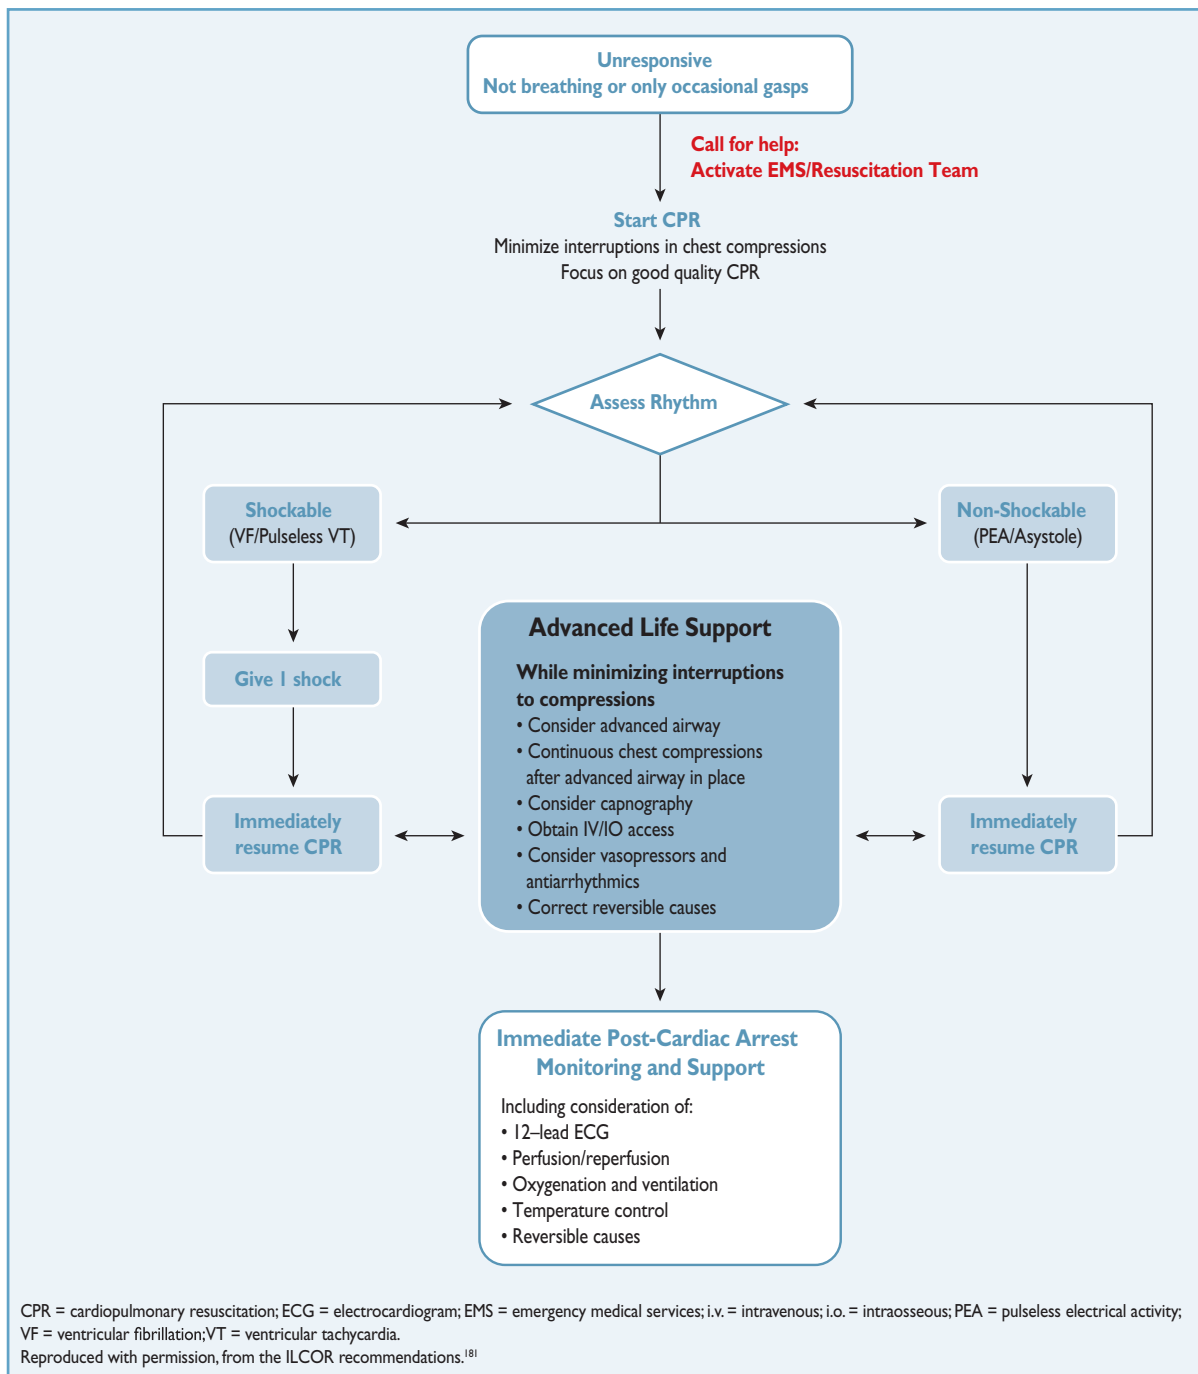 Unresponsive
Not breathing or only occasional gasps
Call for help:
Activate EMS/Resuscitation Team
Start CPR
Minimize interruptions in chest compressions
Focus on good quality CPR
Assess Rhythm
Shockable
(VF/Pulseless VT)
Non-Shockable
(PEA/Asystole)
Give 1 shock
Immediately
resume CPR
Advanced Life Support
While minimizing interruptions
to compressions
• Consider advanced airway
• Continuous chest compressions
after advanced airway in place
• Consider capnography
• Obtain IV/IO access
• Consider vasopressors and
antiarrhythmics
• Correct reversible causes
Immediately
resume CPR
Immediate Post-Cardiac Arrest
Monitoring and Support
Including consideration of:
• 12–lead ECG
• Perfusion/reperfusion
• Oxygenation and ventilation
• Temperature control
• Reversible causes
CPR = cardiopulmonary resuscitation; ECG = electrocardiogram; EMS = emergency medical services; i.v. = intravenous; i.o. = intraosseous; PEA = pulseless electrical activity;
VF = ventricular fibrillation; VT = ventricular tachycardia.
Reproduced with permission, from the ILCOR recommendations.¹⁸¹